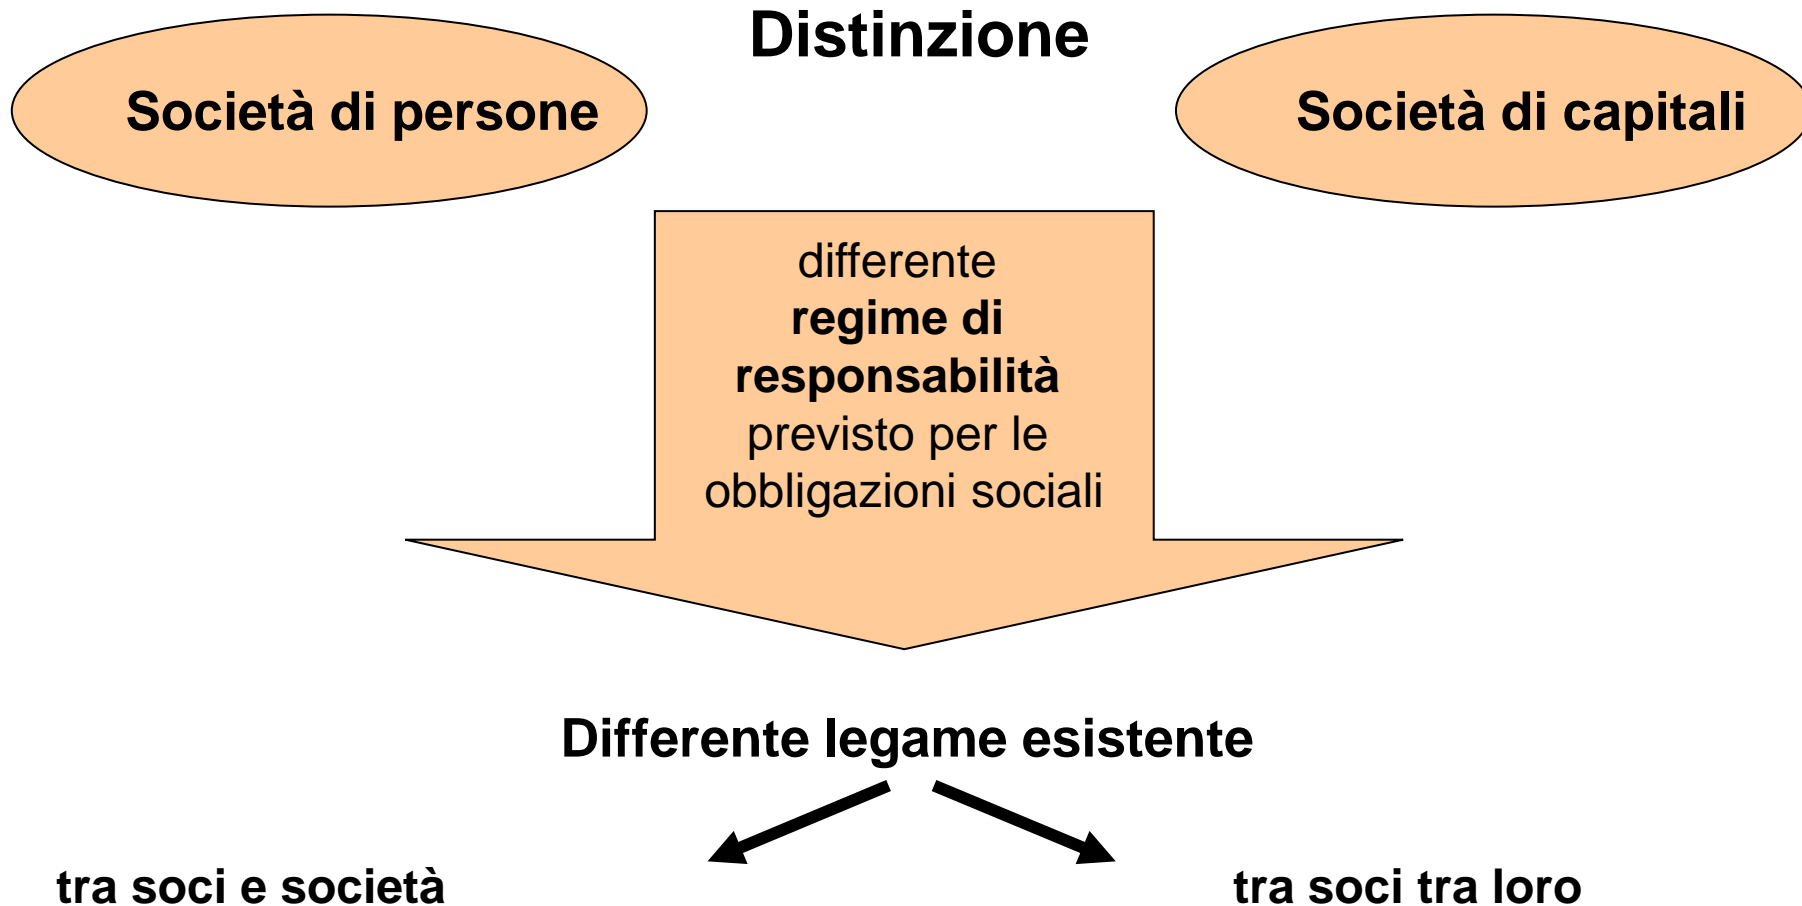 Distinzione
Società di persone
Società di capitali
differente
regime di
responsabilità
previsto per le
obbligazioni sociali
Differente legame esistente
tra soci e società
tra soci tra loro